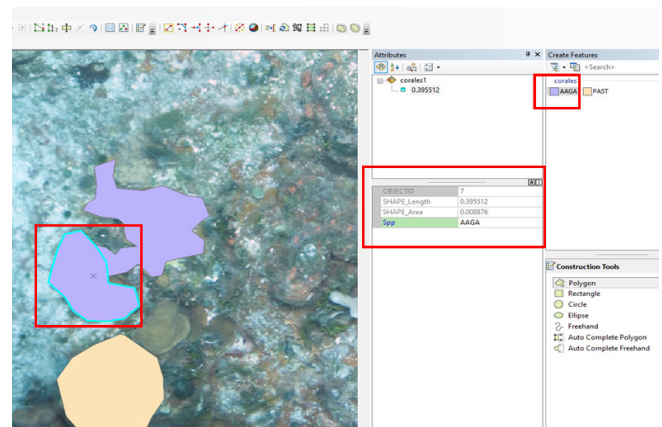 Attributes
corales1
0.395512
OBJECTID 7
SHAPE_Length 0.395512
SHAPE_Area 0.008876
Spp AAGA
Create Features
<Search>
corales
AAGA PAST
Construction Tools
Polygon
Rectangle
Circle
Ellipse
Freehand
Auto Complete Polygon
Auto Complete Freehand